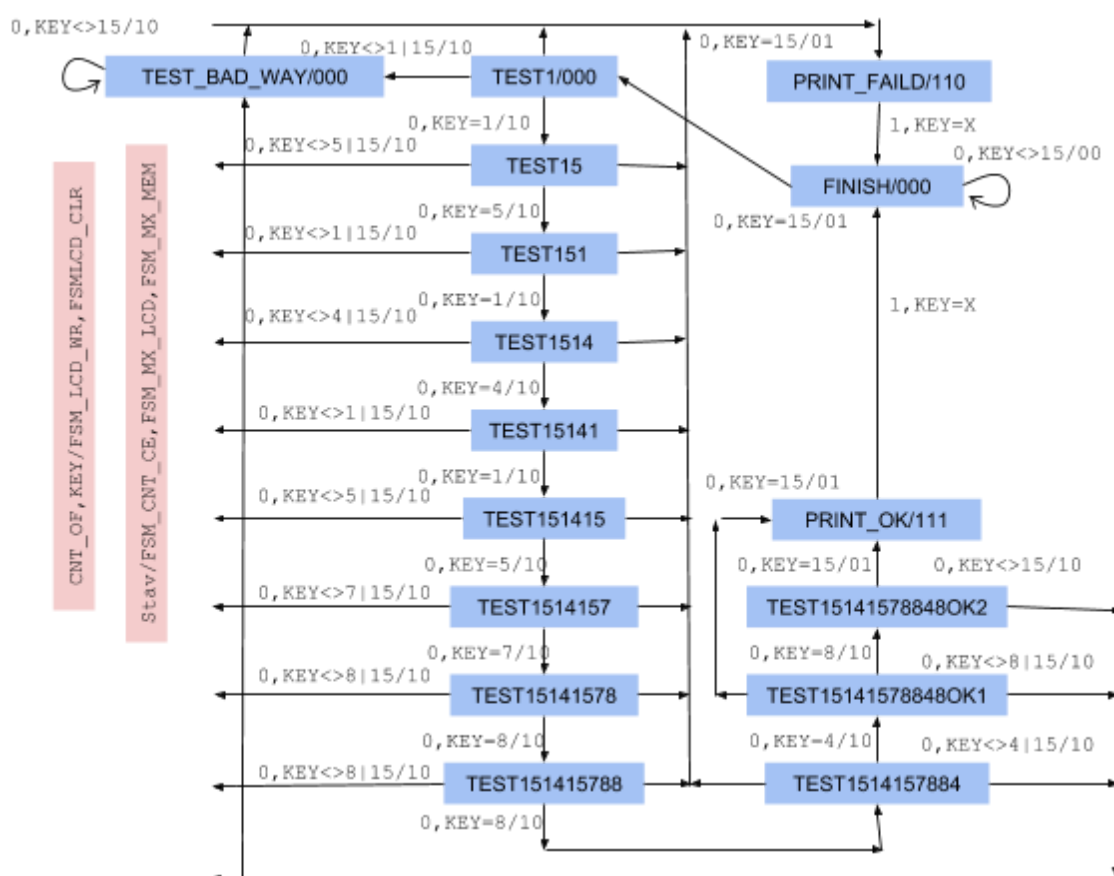 0,KEY<>15/10
0,KEY<>1|15/10
0,KEY=15/01
TEST_BAD_WAY/000
TEST1/000
PRINT_FAILD/110
0,KEY=1/10
1,KEY=X
0,KEY<>5|15/10
TEST15
0,KEY<>15/00
FINISH/000
0,KEY=5/10
0,KEY=15/01
0,KEY<>1|15/10
TEST151
0,KEY=1/10
1,KEY=X
0,KEY<>4|15/10
TEST1514
0,KEY=4/10
0,KEY<>1|15/10
TEST15141
0,KEY=1/10
0,KEY=15/01
0,KEY<>5|15/10
TEST151415
PRINT_OK/111
0,KEY=5/10
0,KEY=15/01
0,KEY<>15/10
0,KEY<>7|15/10
TEST1514157
TEST15141578848OK2
0,KEY=7/10
0,KEY=8/10
0,KEY<>8|15/10
0,KEY<>8|15/10
TEST15141578
TEST15141578848OK1
0,KEY=8/10
0,KEY=4/10
0,KEY<>4|15/10
0,KEY<>8|15/10
TEST151415788
TEST1514157884
0,KEY=8/10
CNT_OF,KEY/FSM_LCD_WR,FSMLCD_CLR
Stav/FSM_CNT_CE,FSM_MX_LCD,FSM_MX_MEM